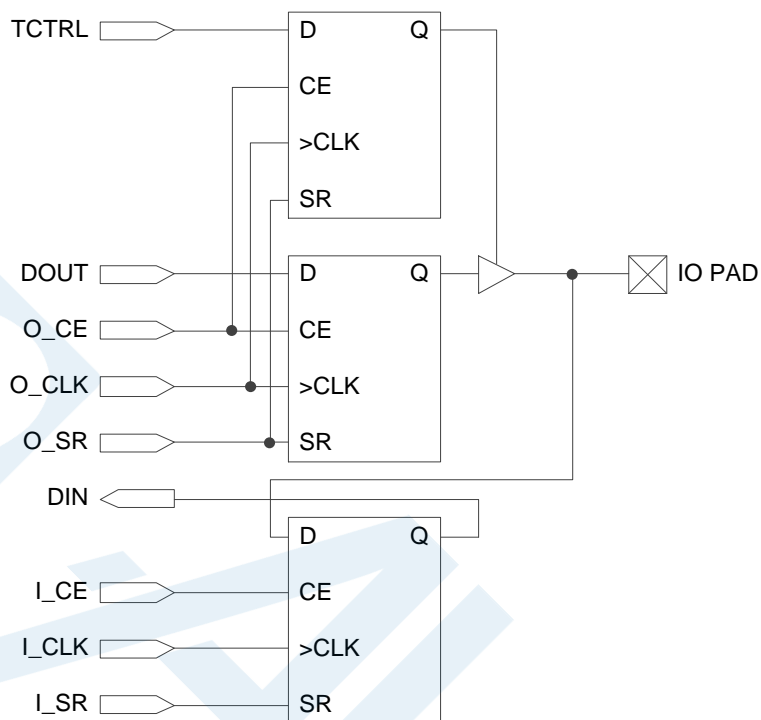 TCTRL
D Q
CE
>CLK
SR
DOUT
D Q
IO PAD
O_CE
CE
O_CLK
>CLK
O_SR
SR
DIN
D Q
I_CE
CE
I_CLK
>CLK
I_SR
SR